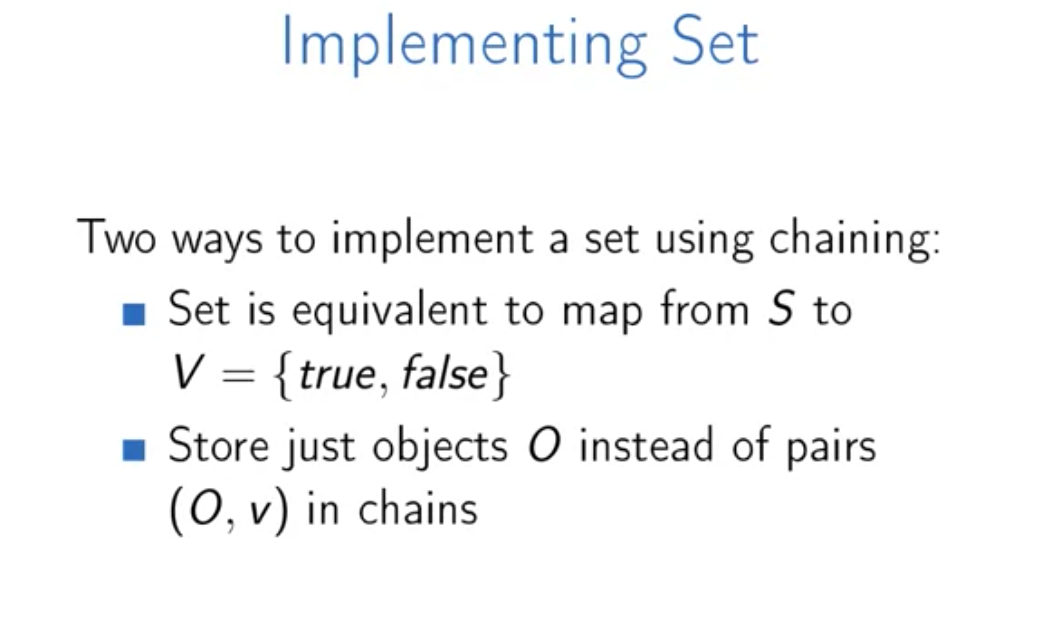 Implementing Set
Two ways to implement a set using chaining:
Set is equivalent to map from S to
V = {true, false}
Store just objects O instead of pairs
(O, v) in chains